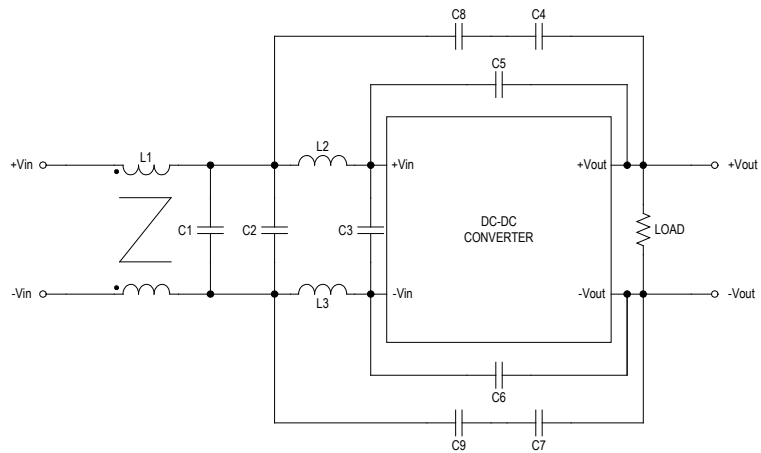 C8
C4
C5
L1
L2
+Vin
+Vin
+Vout
+Vout
C1
C2
C3
DC-DC
CONVERTER
LOAD
-Vin
L3
-Vin
-Vout
-Vout
C6
C9
C7